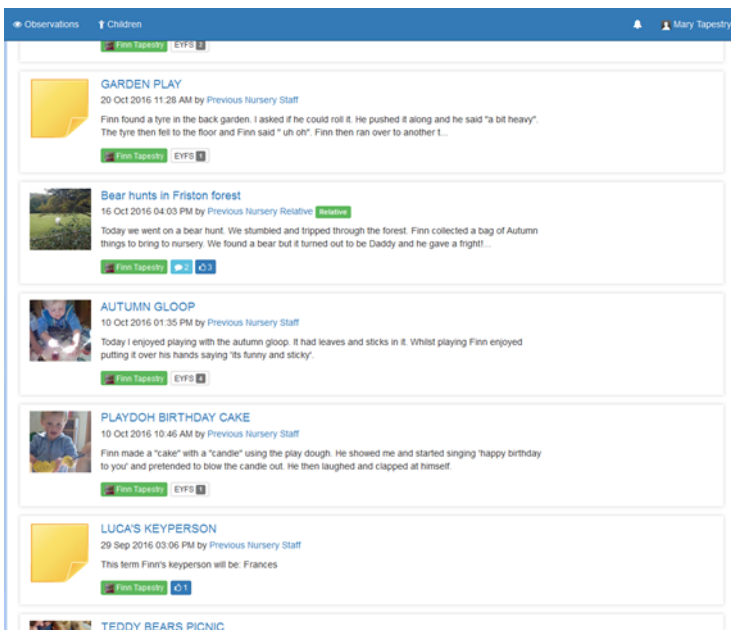 Observations Children Mary Tapestry
Finn Tapestry EYFS 3
GARDEN PLAY
20 Oct 2016 11:28 AM by Previous Nursery Staff
Finn found a tyre in the back garden. I asked if he could roll it. He pushed it along and he said "a bit heavy".
The tyre then fell to the floor and Finn said " uh oh". Finn then ran over to another t...
Finn Tapestry EYFS 1
Bear hunts in Friston forest
16 Oct 2016 04:03 PM by Previous Nursery Relative Relative
Today we went on a bear hunt. We stumbled and tripped through the forest. Finn collected a bag of Autumn
things to bring to nursery. We found a bear but it turned out to be Daddy and he gave a fright!...
Finn Tapestry 2 3
AUTUMN GLOOP
10 Oct 2016 01:35 PM by Previous Nursery Staff
Today I enjoyed playing with the autumn gloop. It had leaves and sticks in it. Whilst playing Finn enjoyed
putting it over his hands saying 'its funny and sticky'.
Finn Tapestry EYFS 4
PLAYDOH BIRTHDAY CAKE
10 Oct 2016 10:46 AM by Previous Nursery Staff
Finn made a "cake" with a "candle" using the play dough. He showed me and started singing 'happy birthday
to you' and pretended to blow the candle out. He then laughed and clapped at himself.
Finn Tapestry EYFS 1
LUCA'S KEYPERSON
29 Sep 2016 03:06 PM by Previous Nursery Staff
This term Finn's keyperson will be: Frances
Finn Tapestry 1
TEDDY BEARS PICNIC